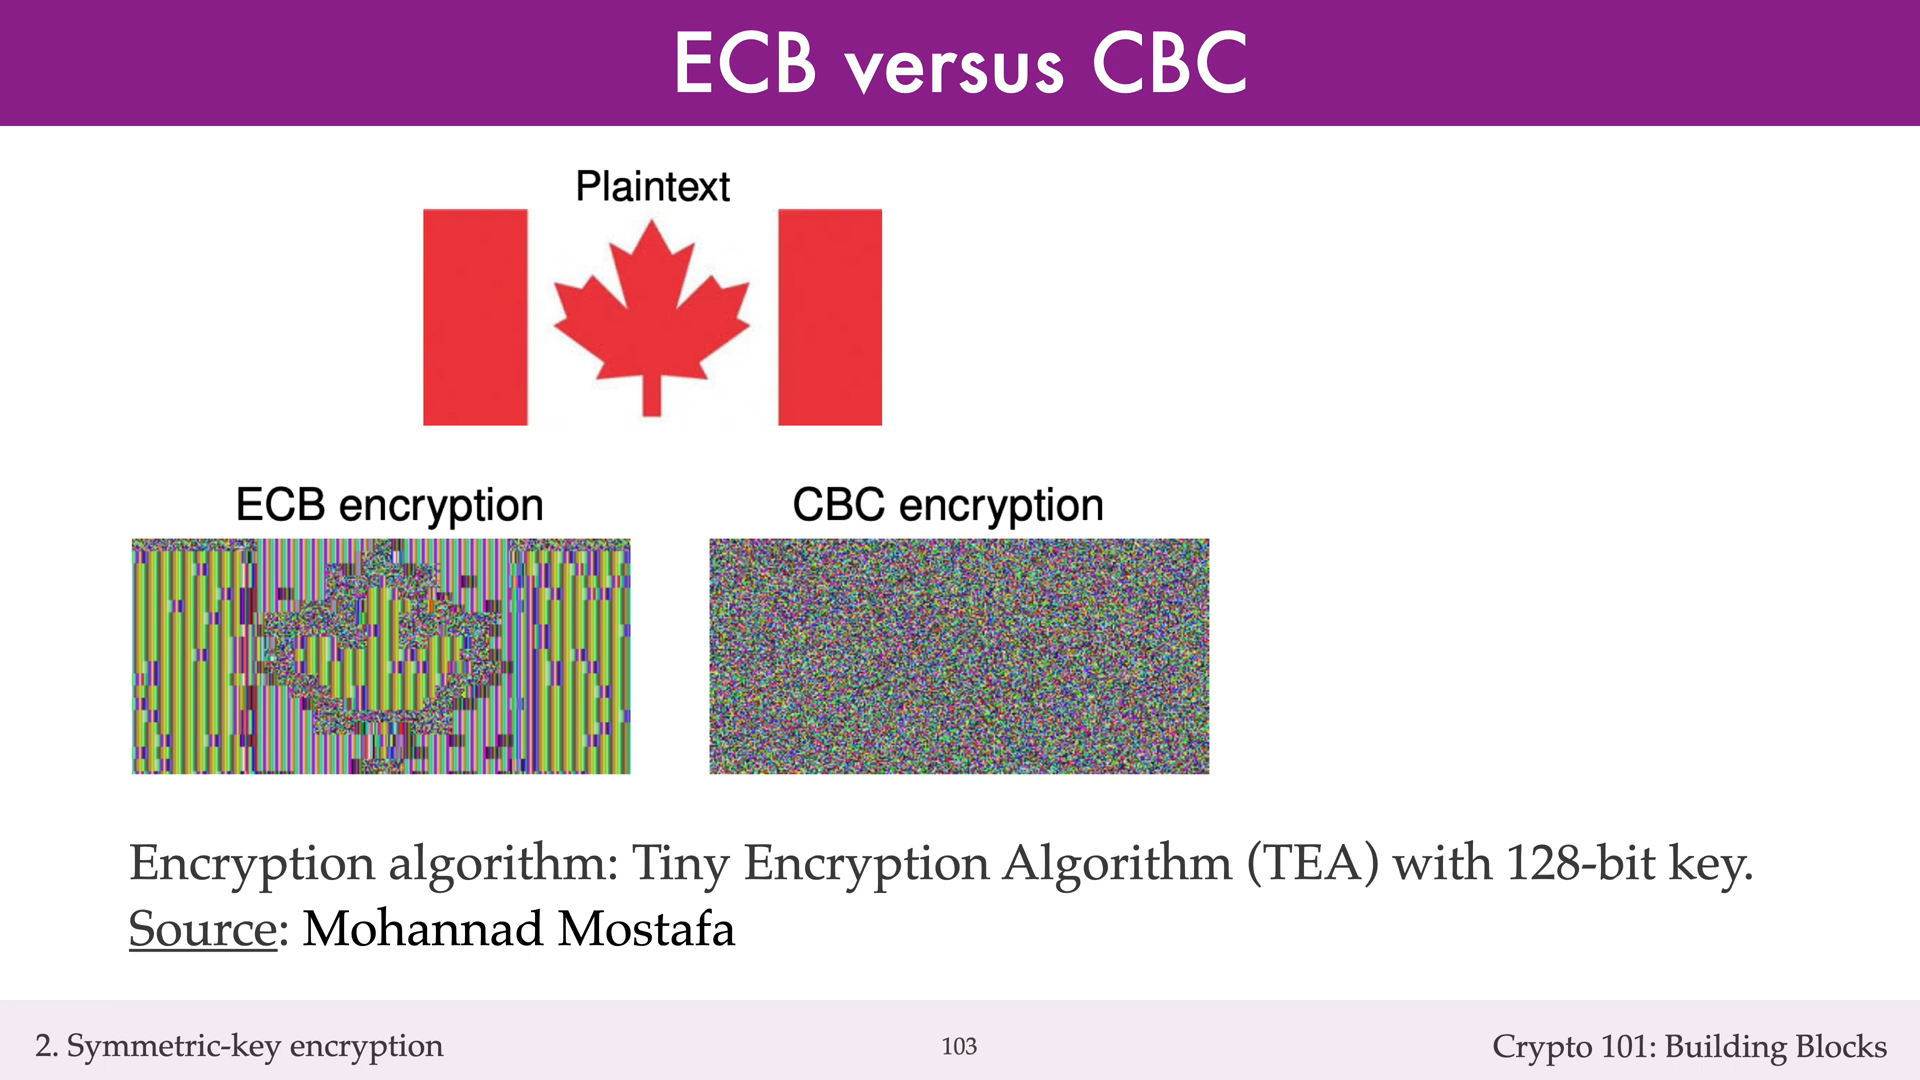 ECB versus CBC
Plaintext
ECB encryption
CBC encryption
Encryption algorithm: Tiny Encryption Algorithm (TEA) with 128-bit key.
Source: Mohannad Mostafa
2. Symmetric-key encryption
103
Crypto 101: Building Blocks